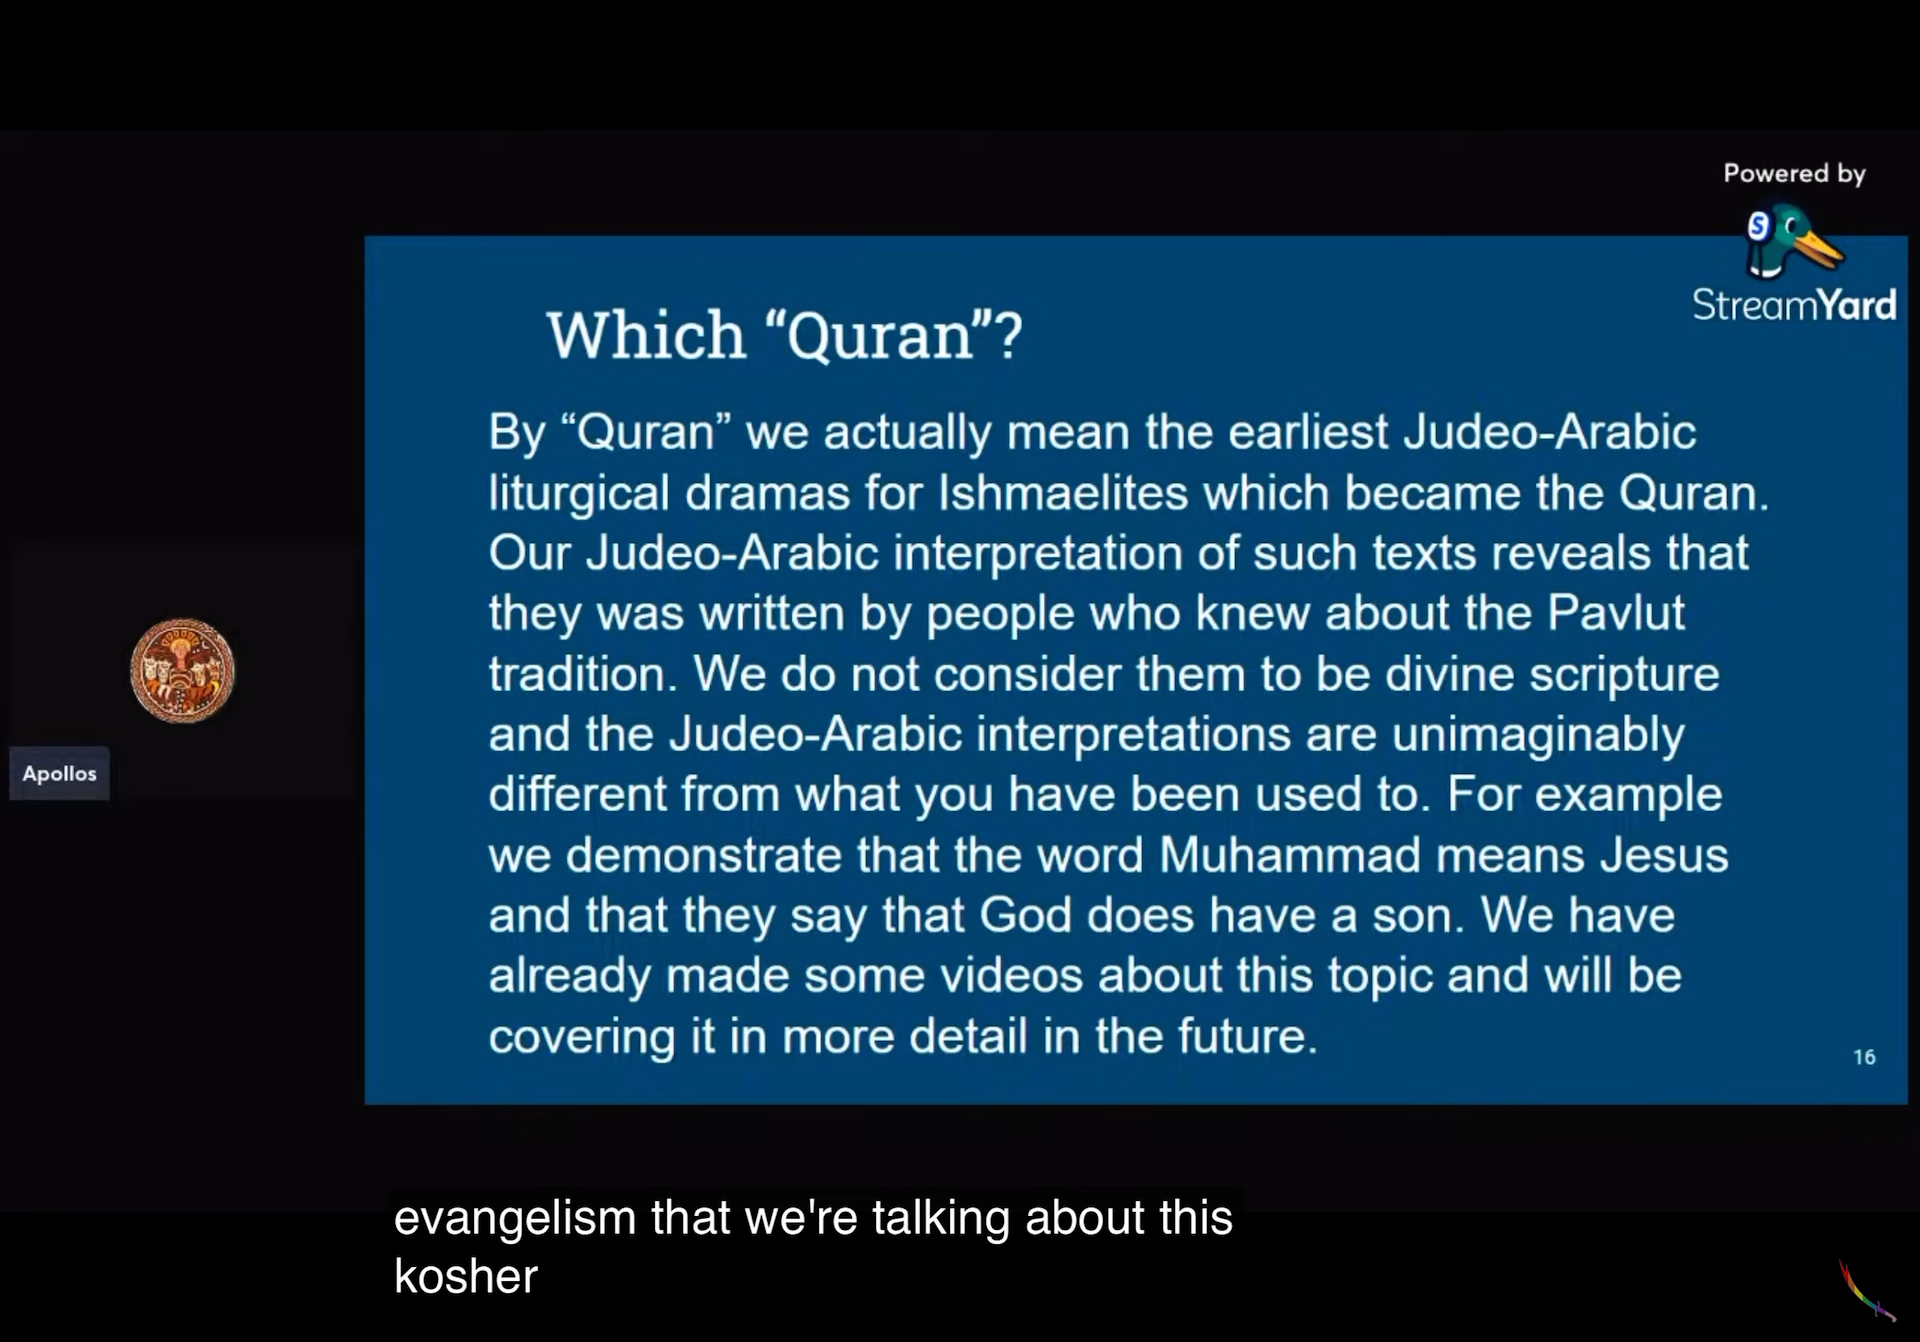 Powered by
StreamYard
Which “Quran”?
By “Quran” we actually mean the earliest Judeo-Arabic
liturgical dramas for Ishmaelites which became the Quran.
Our Judeo-Arabic interpretation of such texts reveals that
they was written by people who knew about the Pavlut
tradition. We do not consider them to be divine scripture
and the Judeo-Arabic interpretations are unimaginably
different from what you have been used to. For example
we demonstrate that the word Muhammad means Jesus
and that they say that God does have a son. We have
already made some videos about this topic and will be
covering it in more detail in the future.
16
Apollos
evangelism that we're talking about this
kosher